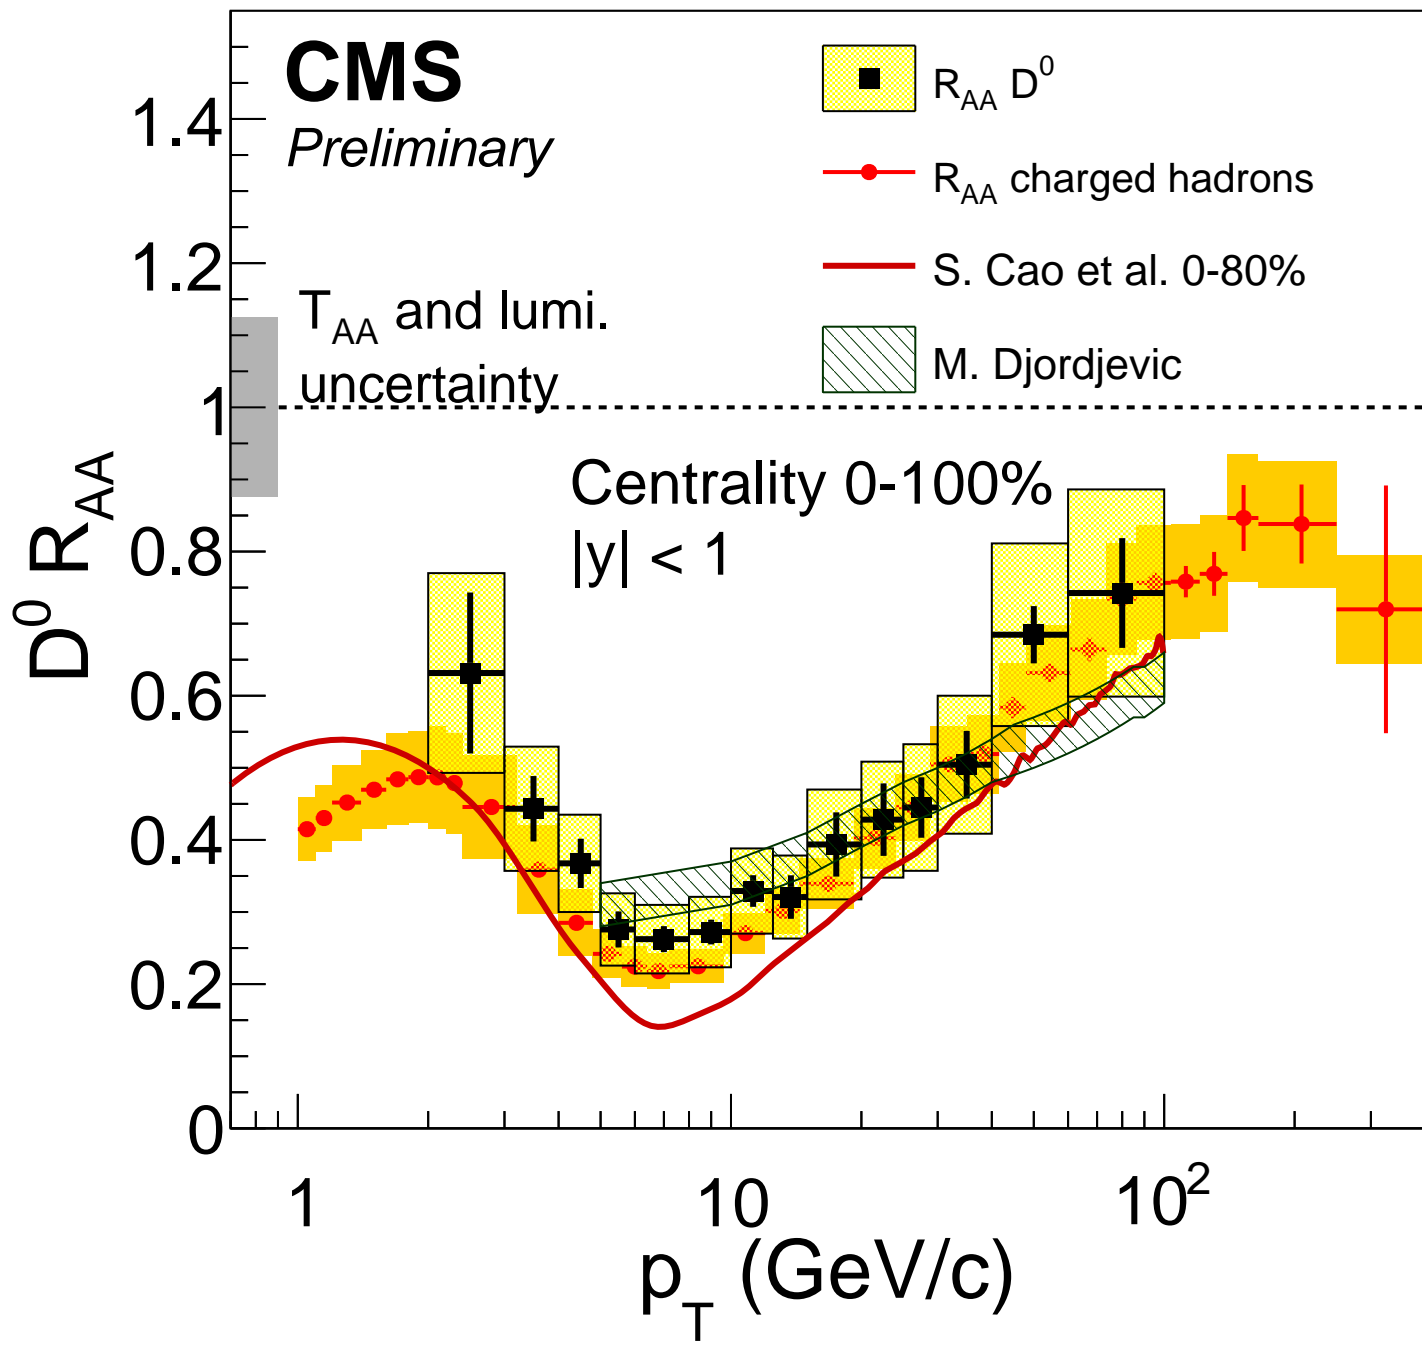 CMS
Preliminary
R_AA D^0
R_AA charged hadrons
S. Cao et al. 0-80%
M. Djordjevic
T_AA and lumi.
uncertainty
Centrality 0-100%
|y| < 1
D^0 R_AA
1.4
1.2
1
0.8
0.6
0.4
0.2
0
1
10
10^2
p_T (GeV/c)